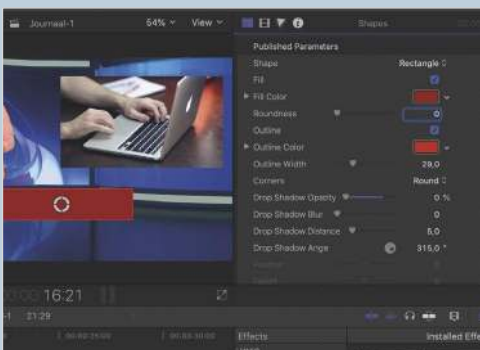 Journeal-1 54% View Shapes
Published Parameters
Shape Rectangle
Fill
Fill Color
Roundness 0
Outline
Outline Color
Outline Width 29,0
Corners Round
Drop Shadow Opacity 0 %
Drop Shadow Blur 0
Drop Shadow Distance 5,0
Drop Shadow Angle 315,0 °
16:21
-1 21:29
Effects Installed Effe